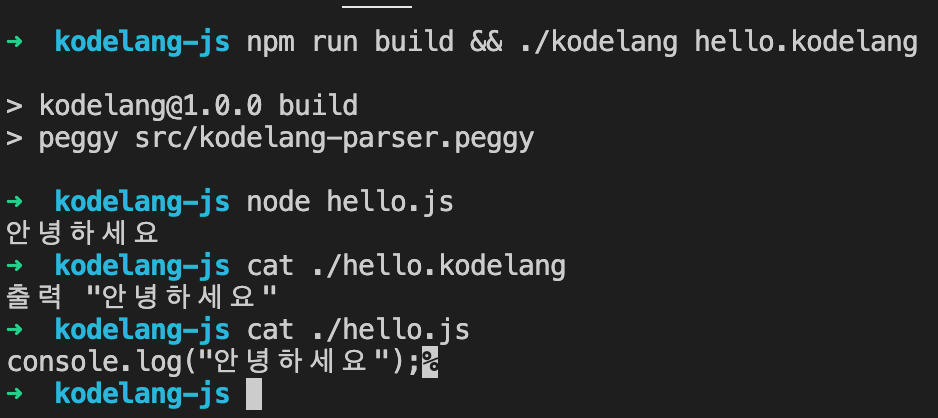 ➜ kodelang-js npm run build && ./kodelang hello.kodelang
> kodelang@1.0.0 build
> peggy src/kodelang-parser.peggy
➜ kodelang-js node hello.js
안녕하세요
➜ kodelang-js cat ./hello.kodelang
출력 "안녕하세요"
➜ kodelang-js cat ./hello.js
console.log("안녕하세요");%
➜ kodelang-js